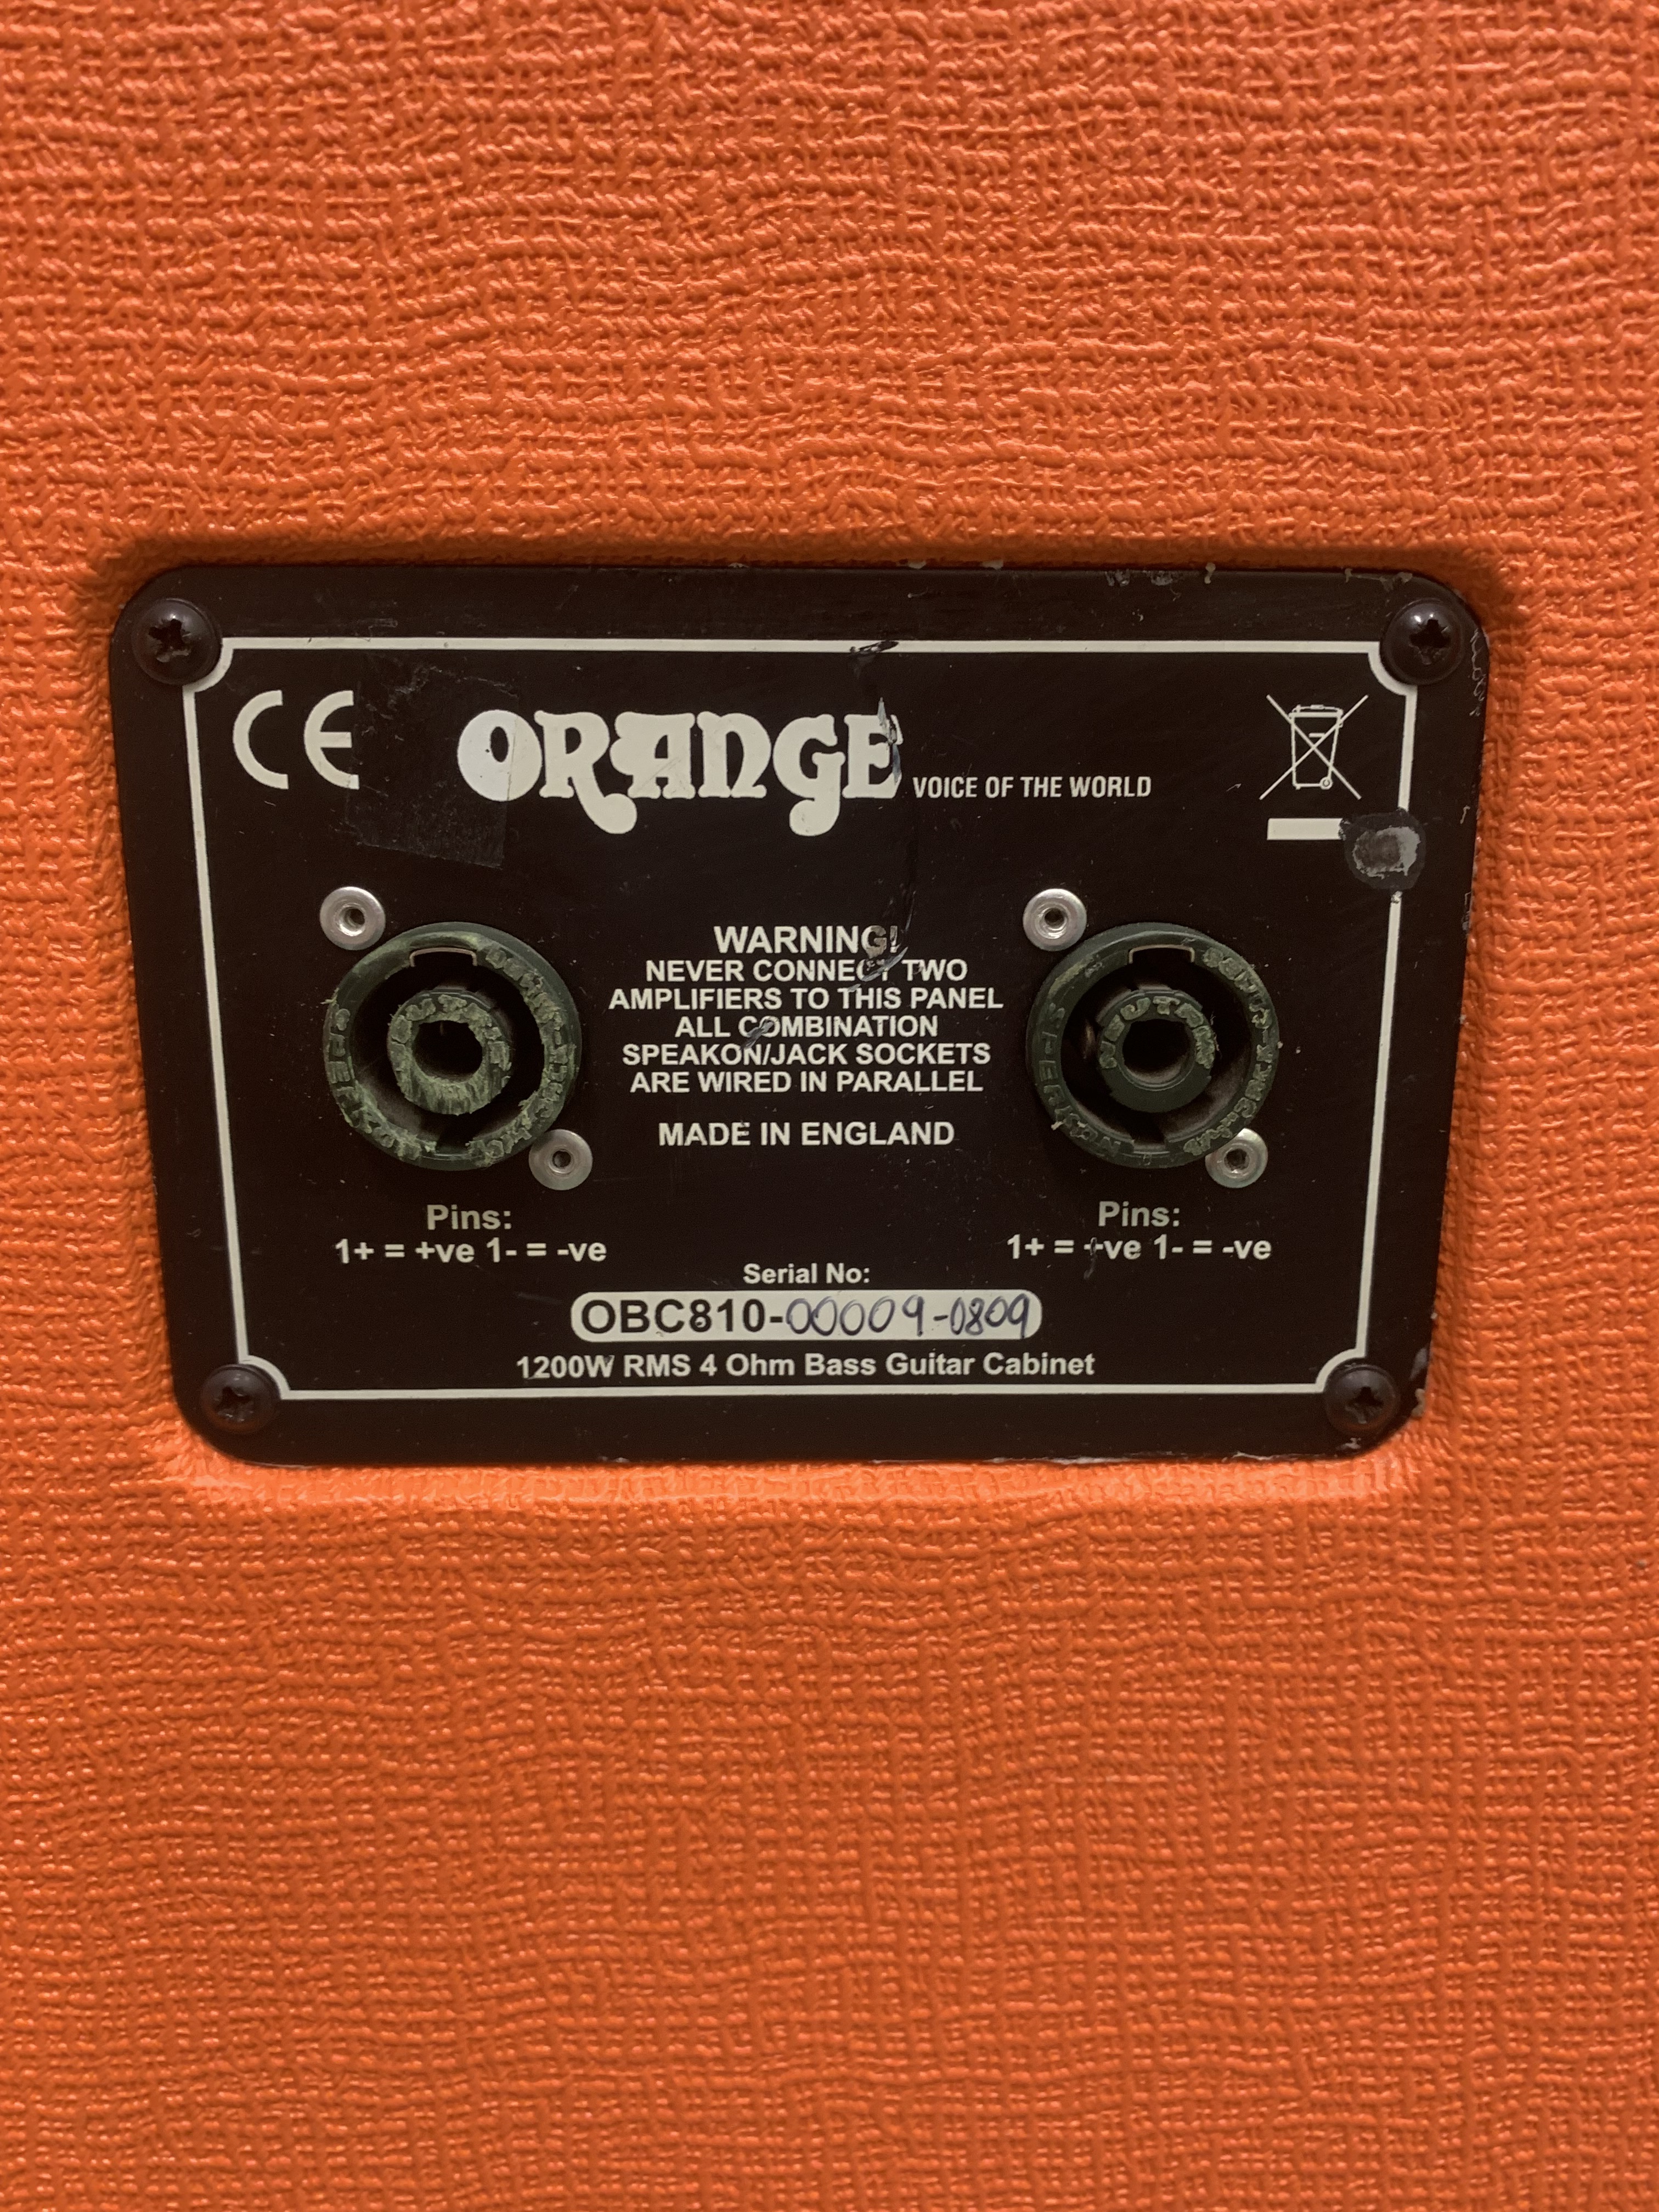 CE
ORANGE VOICE OF THE WORLD
WARNING!
NEVER CONNECT TWO
AMPLIFIERS TO THIS PANEL
ALL COMBINATION
SPEAKON/JACK SOCKETS
ARE WIRED IN PARALLEL
MADE IN ENGLAND
NEUTRIK
NEUTRIK
Pins:
1+ = +ve 1- = -ve
Pins:
1+ = +ve 1- = -ve
Serial No:
OBC810-00009-0809
1200W RMS 4 Ohm Bass Guitar Cabinet